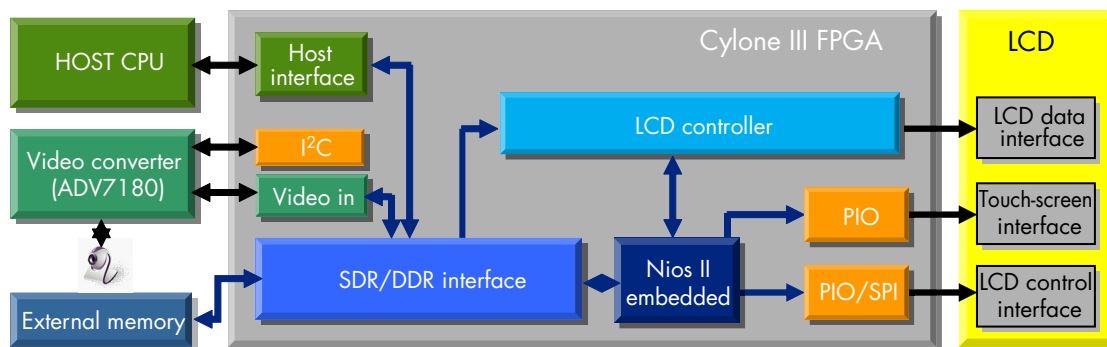 HOST CPU
Host
interface
Cylone III FPGA
LCD
LCD controller
LCD data
interface
Video converter
(ADV7180)
I²C
Video in
PIO
Touch-screen
interface
SDR/DDR interface
Nios II
embedded
PIO/SPI
LCD control
interface
External memory